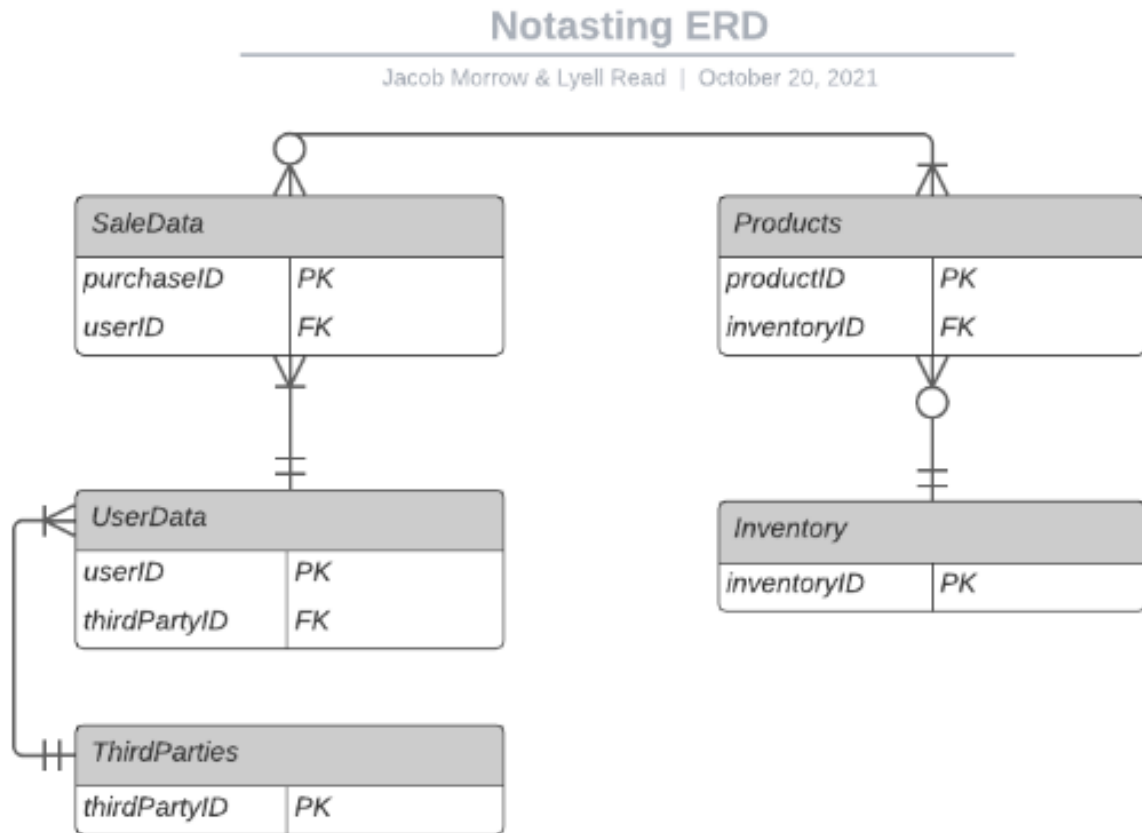 Notasting ERD
Jacob Morrow & Lyell Read | October 20, 2021
SaleData
purchaseID PK
userID FK
Products
productID PK
inventoryID FK
UserData
userID PK
thirdPartyID FK
Inventory
inventoryID PK
ThirdParties
thirdPartyID PK